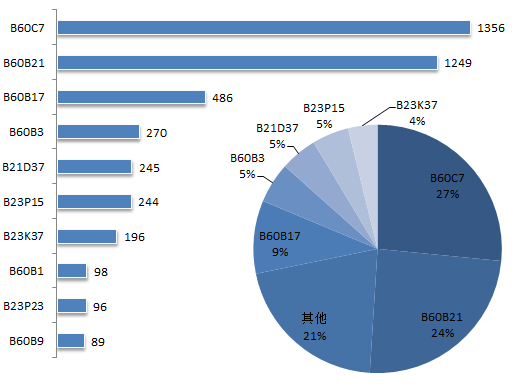 B60C7 1356
B60B21 1249
B60B17 486
B60B3 270
B21D37 245
B23P15 244
B23K37 196
B60B1 98
B23P23 96
B60B9 89
B60C7
27%
B60B21
24%
其他
21%
B60B17
9%
B60B3
5%
B21D37
5%
B23P15
5%
B23K37
4%